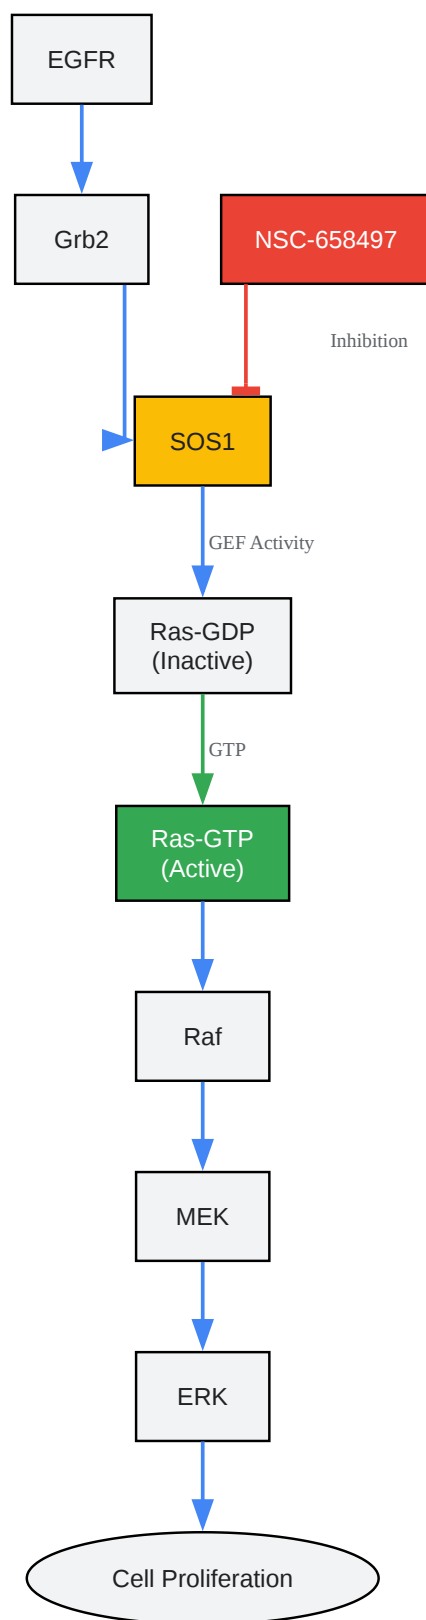 EGFR
Grb2
NSC-658497
Inhibition
SOS1
GEF Activity
Ras-GDP
(Inactive)
GTP
Ras-GTP
(Active)
Raf
MEK
ERK
Cell Proliferation